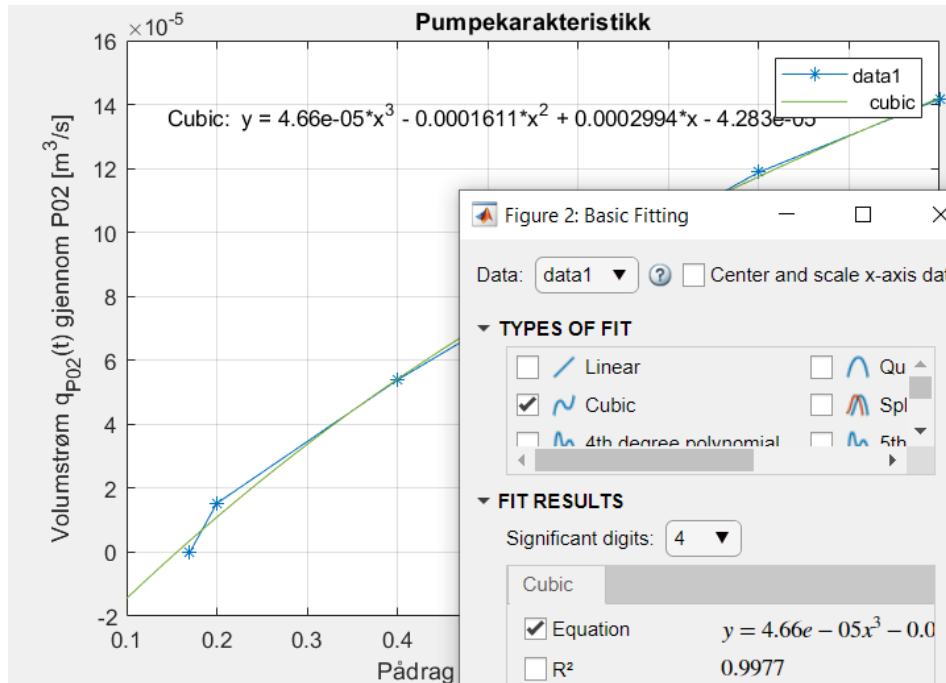 ×10⁻⁵
Pumpekarakteristikk
16
14
12
10
8
6
4
2
0
-2
0.1
0.2
0.3
0.4
Volumstrøm q_P02(t) gjennom P02 [m³/s]
Pådrag
data1
cubic
Cubic: y = 4.66e-05*x³ - 0.0001611*x² + 0.0002994*x - 4.283e-05
Figure 2: Basic Fitting
Data:
data1
Center and scale x-axis dat
TYPES OF FIT
Linear
Qu
Cubic
Spl
4th degree polynomial
5th
FIT RESULTS
Significant digits:
4
Cubic
Equation
y = 4.66e − 05x³ − 0.0
R²
0.9977